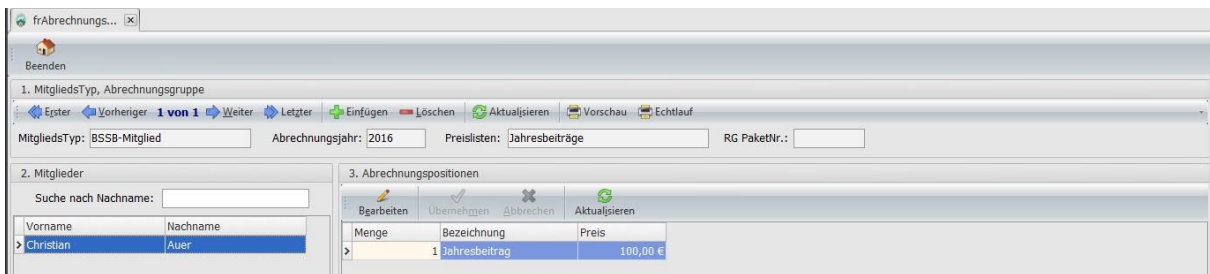 frAbrechnungs...
Beenden
1. MitgliedsTyp, Abrechnungsgruppe
Erster Vorheriger 1 von 1 Weiter Letzter Einfügen Löschen Aktualisieren Vorschau Echtlauf
MitgliedsTyp: BSSB-Mitglied Abrechnungsjahr: 2016 Preislisten: Jahresbeiträge RG PaketNr.:
2. Mitglieder
Suche nach Nachname:
Vorname Nachname
Christian Auer
3. Abrechnungspositionen
Bearbeiten Übernehmen Abbrechen Aktualisieren
Menge Bezeichnung Preis
1 Jahresbeitrag 100,00 €